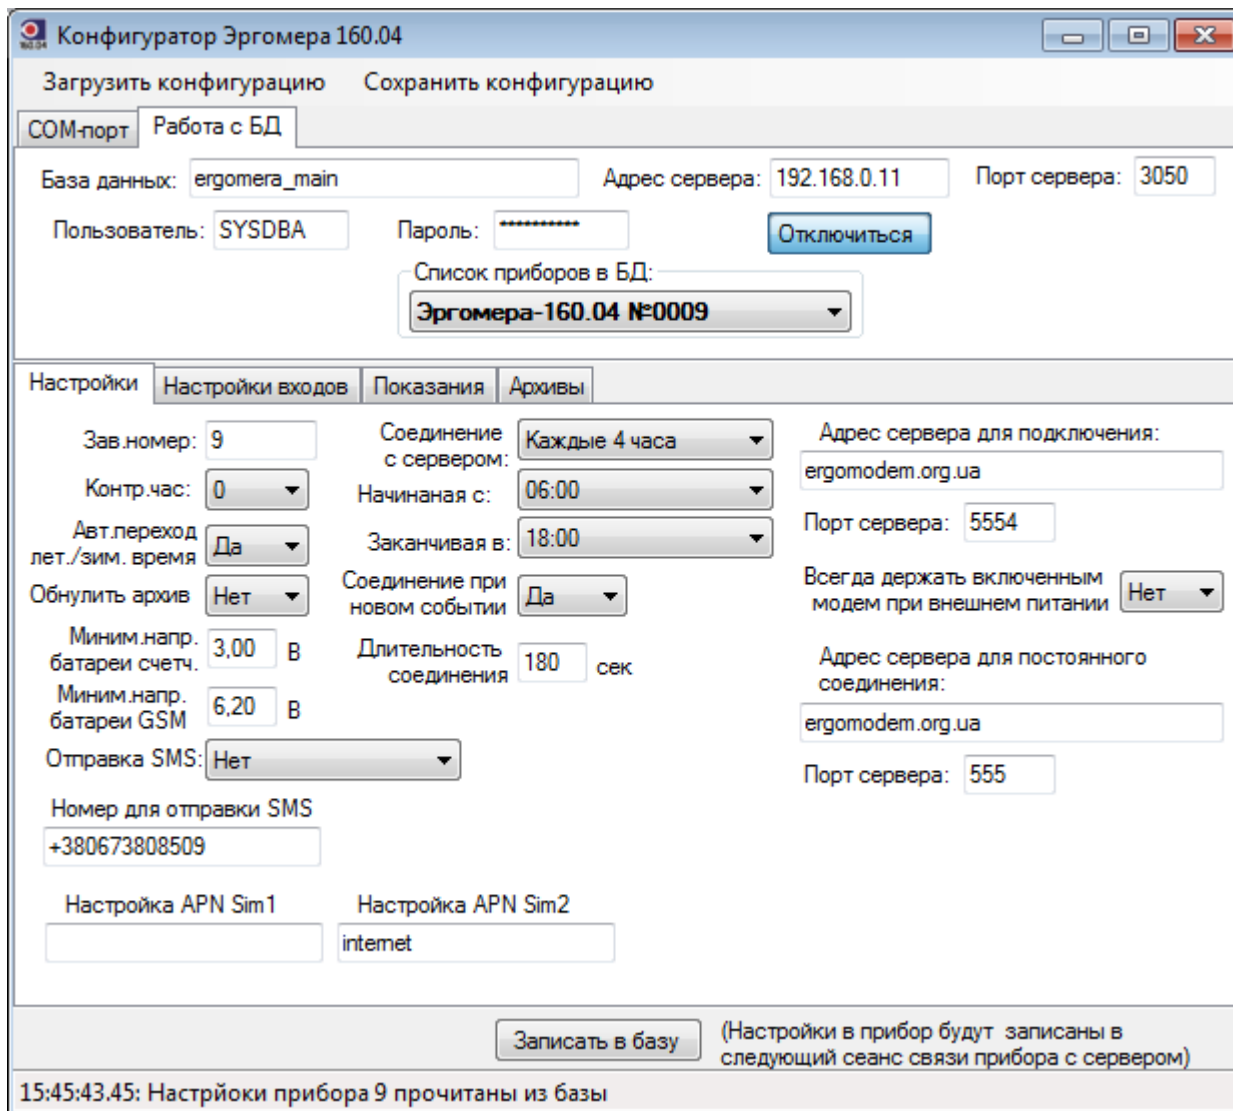 Конфигуратор Эргомера 160.04
Загрузить конфигурацию Сохранить конфигурацию
COM-порт Работа с БД
База данных: ergomera_main Адрес сервера: 192.168.0.11 Порт сервера: 3050
Пользователь: SYSDBA Пароль: ********** Отключиться
Список приборов в БД:
Эргомера-160.04 №0009
Настройки Настройки входов Показания Архивы
Зав.номер: 9
Контр.час: 0
Авт.переход
лет./зим. время Да
Обнулить архив Нет
Миним.напр.
батареи счетч. 3,00 В
Миним.напр.
батареи GSM 6,20 В
Отправка SMS: Нет
Номер для отправки SMS
+380673808509
Настройка APN Sim1 Настройка APN Sim2
internet
Соединение
с сервером: Каждые 4 часа
Начинаная с: 06:00
Заканчивая в: 18:00
Соединение при
новом событии Да
Длительность
соединения 180 сек
Адрес сервера для подключения:
ergomodem.org.ua
Порт сервера: 5554
Всегда держать включенным
модем при внешнем питании Нет
Адрес сервера для постоянного
соединения:
ergomodem.org.ua
Порт сервера: 555
Записать в базу (Настройки в прибор будут записаны в
следующий сеанс связи прибора с сервером)
15:45:43.45: Настрйоки прибора 9 прочитаны из базы